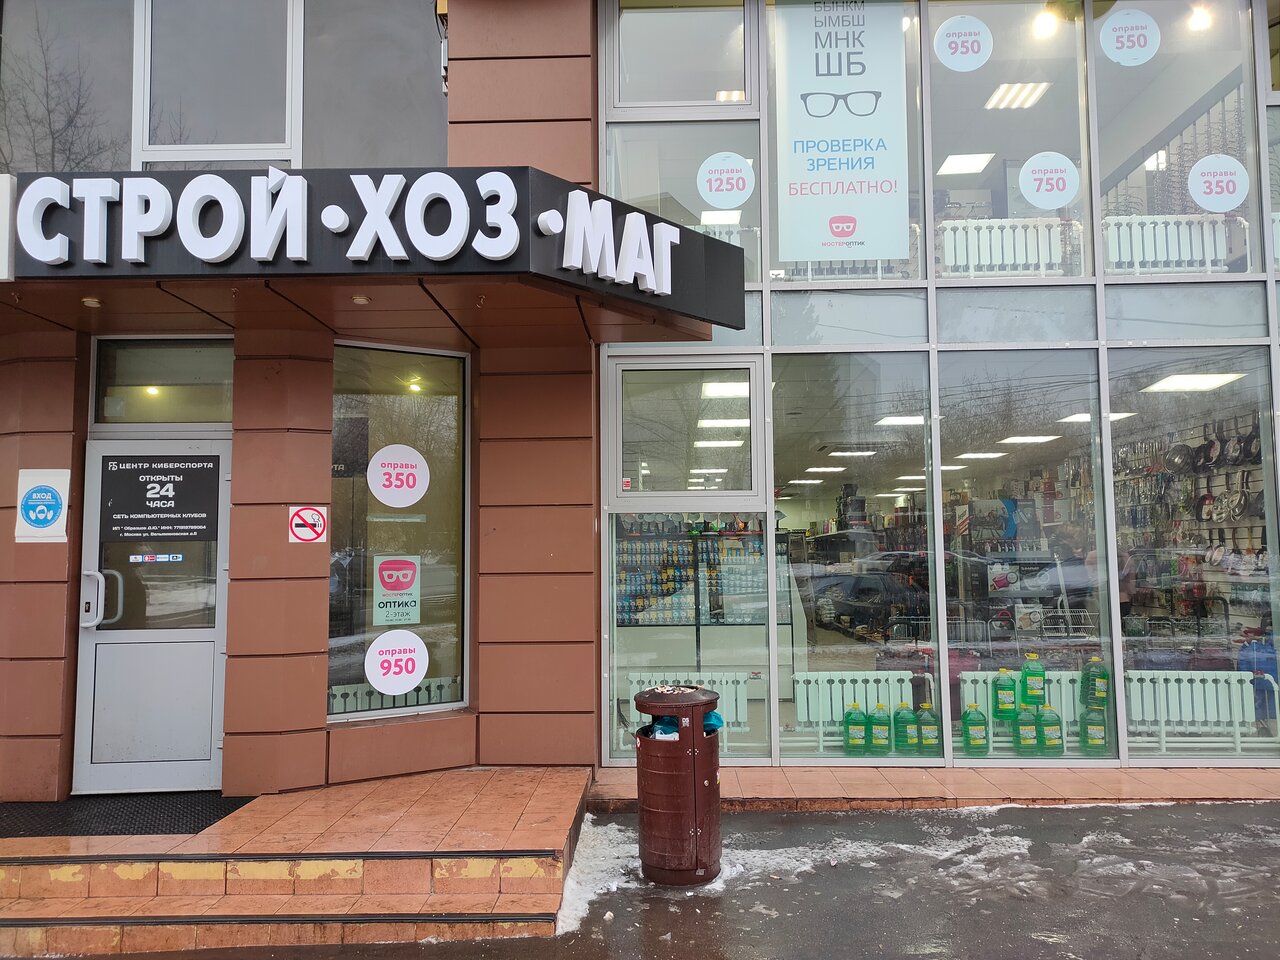 СТРОЙ•ХОЗ•МАГ
БЫНКМ
ЫМБШ
МНК
ШБ
ПРОВЕРКА
ЗРЕНИЯ
БЕСПЛАТНО!
МОСТЕРОПТИК
оправы
950
оправы
550
оправы
1250
оправы
750
оправы
350
ЦЕНТР КИБЕРСПОРТА
ОТКРЫТЫ
24
ЧАСА
СЕТЬ КОМПЬЮТЕРНЫХ КЛУБОВ
ВХОД
оправы
350
МОСТЕРОПТИК
ОПТИКА
2-этаж
оправы
950